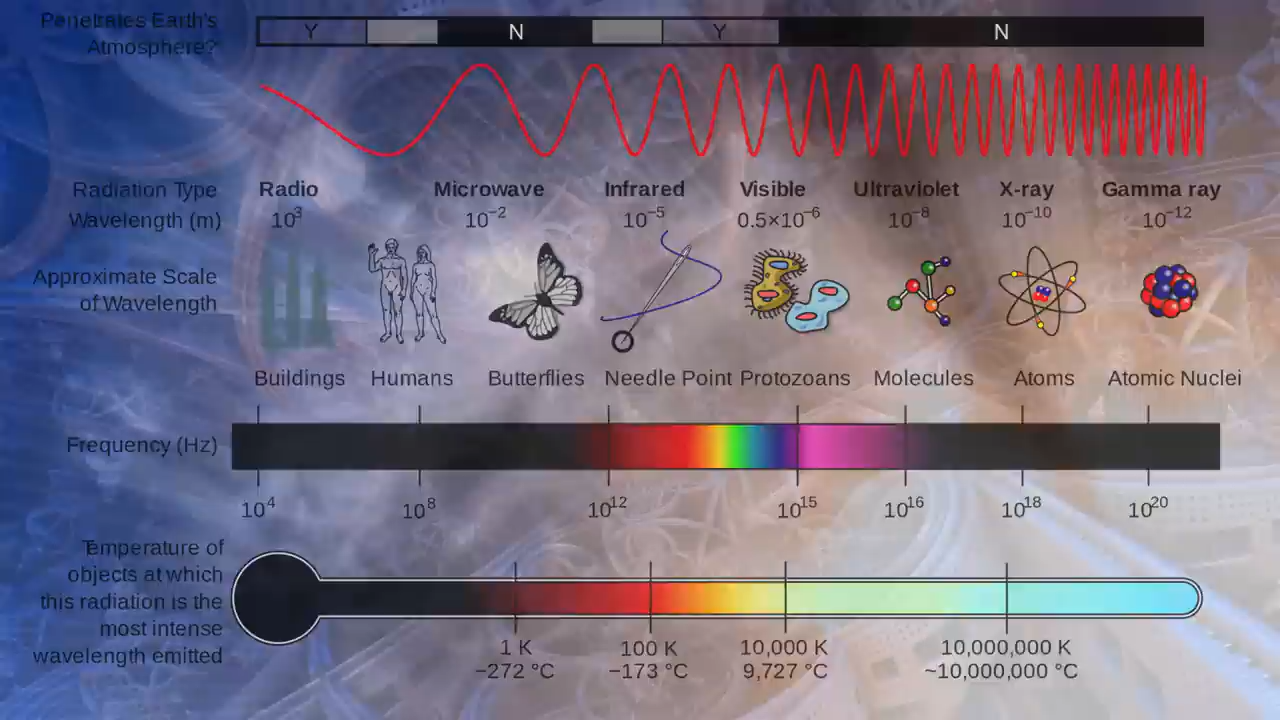 Penetrates Earth's
Atmosphere?
Y N Y N
Radiation Type Radio Microwave Infrared Visible Ultraviolet X-ray Gamma ray
Wavelength (m) 10³ 10⁻² 10⁻⁵ 0.5×10⁻⁶ 10⁻⁸ 10⁻¹⁰ 10⁻¹²
Approximate Scale
of Wavelength
Buildings Humans Butterflies Needle Point Protozoans Molecules Atoms Atomic Nuclei
Frequency (Hz)
10⁴ 10⁸ 10¹² 10¹⁵ 10¹⁶ 10¹⁸ 10²⁰
Temperature of
objects at which
this radiation is the
most intense
wavelength emitted
1 K 100 K 10,000 K 10,000,000 K
−272 °C −173 °C 9,727 °C ~10,000,000 °C